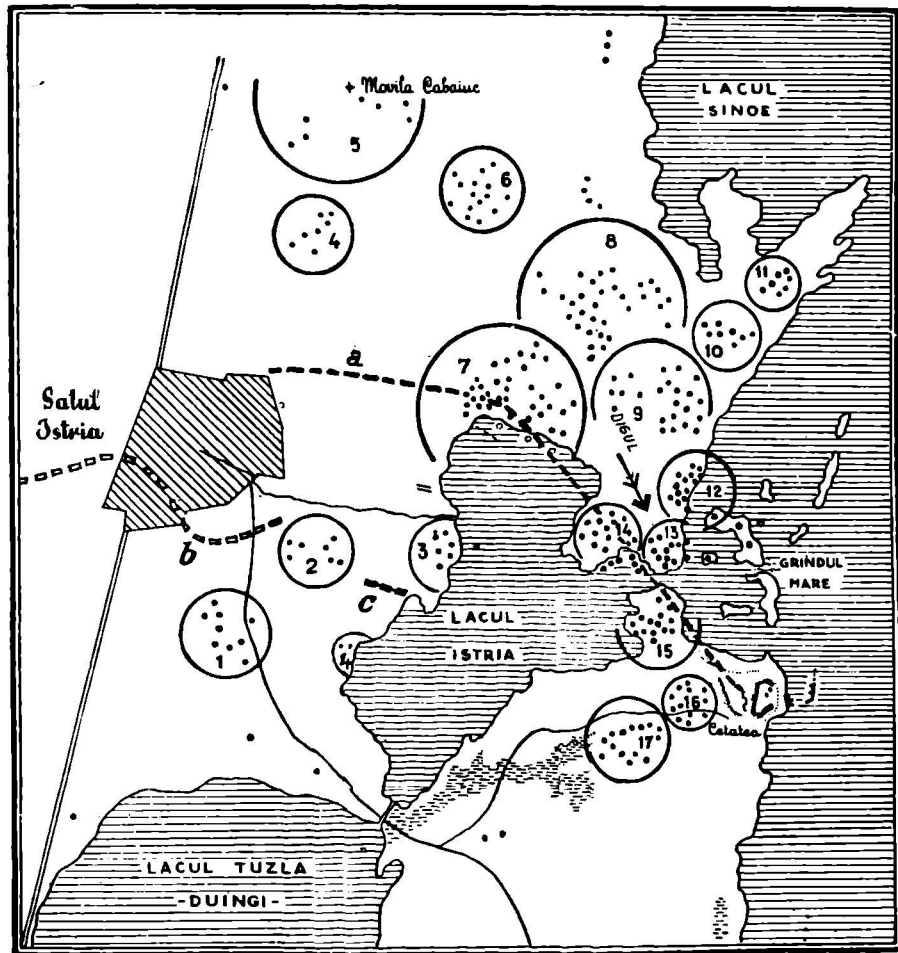 + Movila Cabaiuc
LACUL
SINOE
5
6
4
8
11
10
a
7
9
Satul
Istria
DIGUL
12
b
2
3
14
13
GRINDUL
MARE
c
LACUL
ISTRIA
1
15
16
Cetatea
17
LACUL TUZLA
-DUINGI-